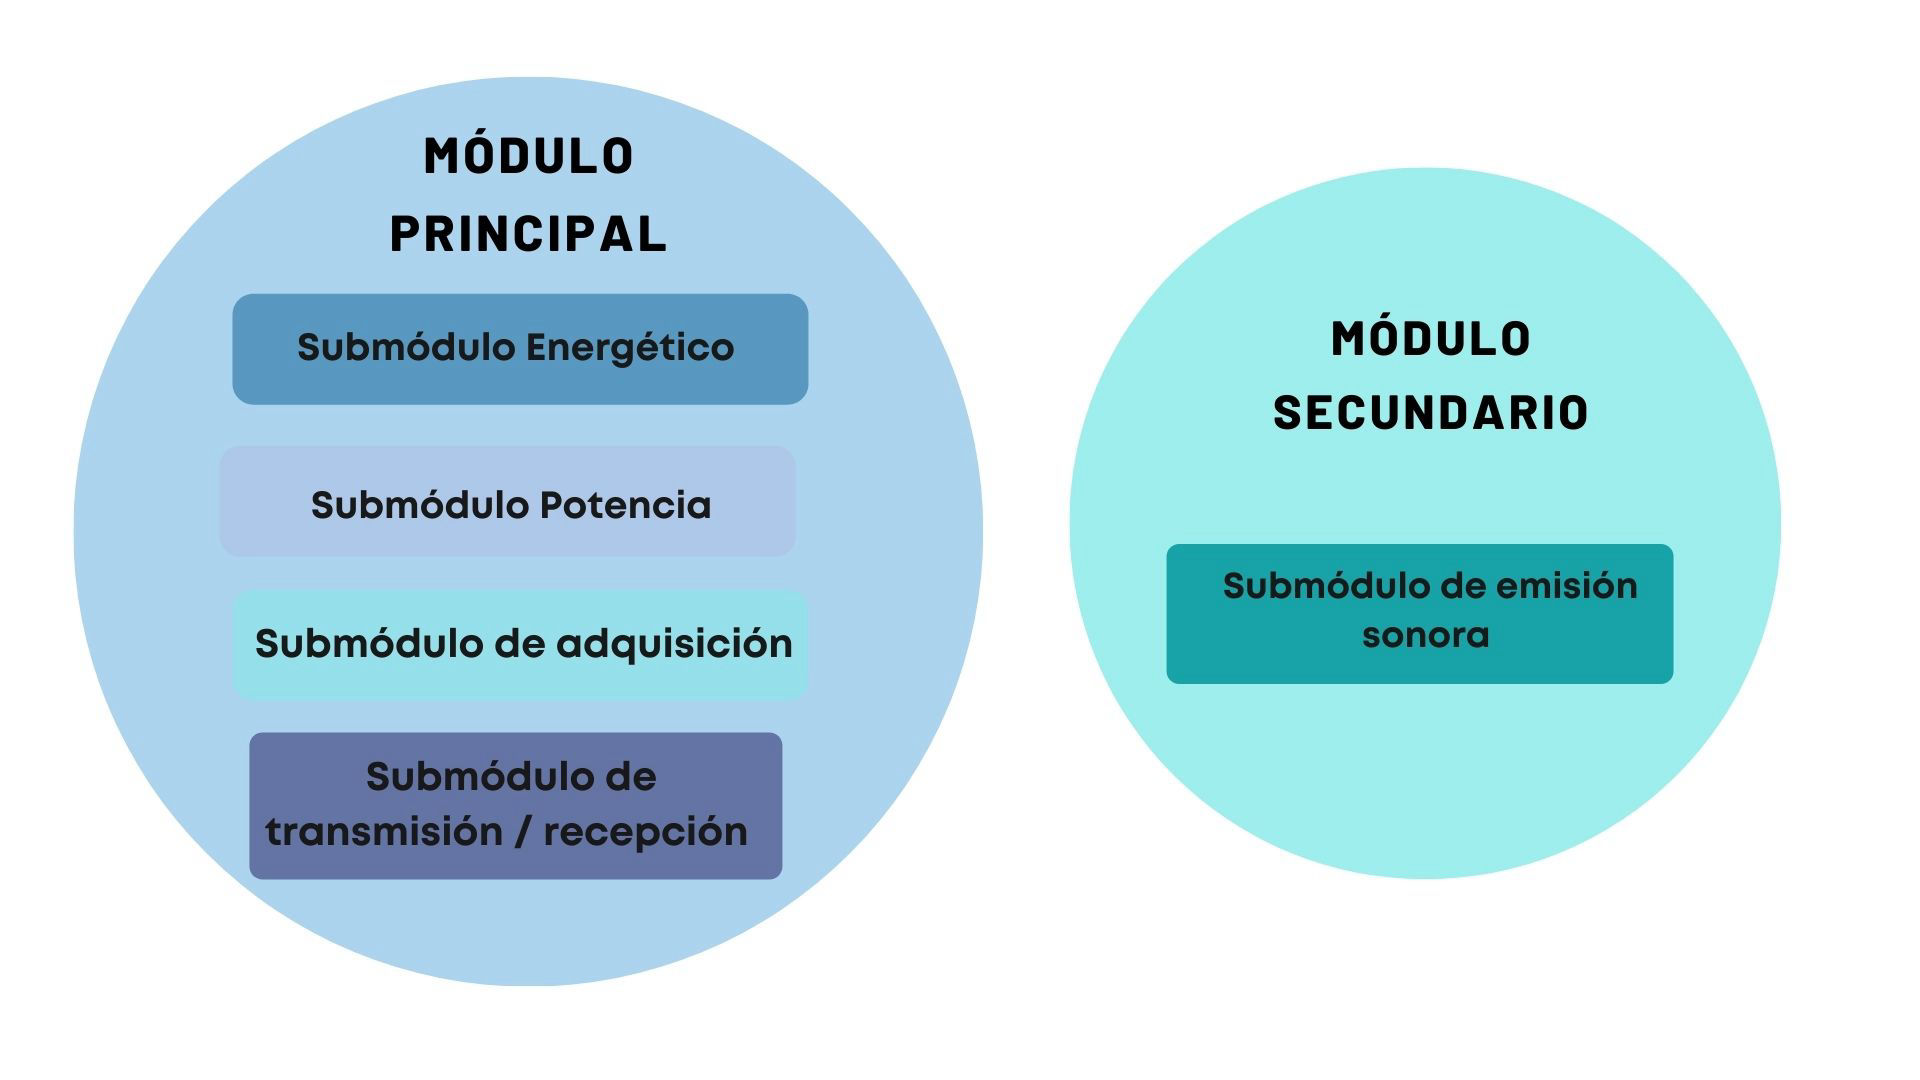 MÓDULO
PRINCIPAL
Submódulo Energético
Submódulo Potencia
Submódulo de adquisición
Submódulo de
transmisión / recepción
MÓDULO
SECUNDARIO
Submódulo de emisión
sonora